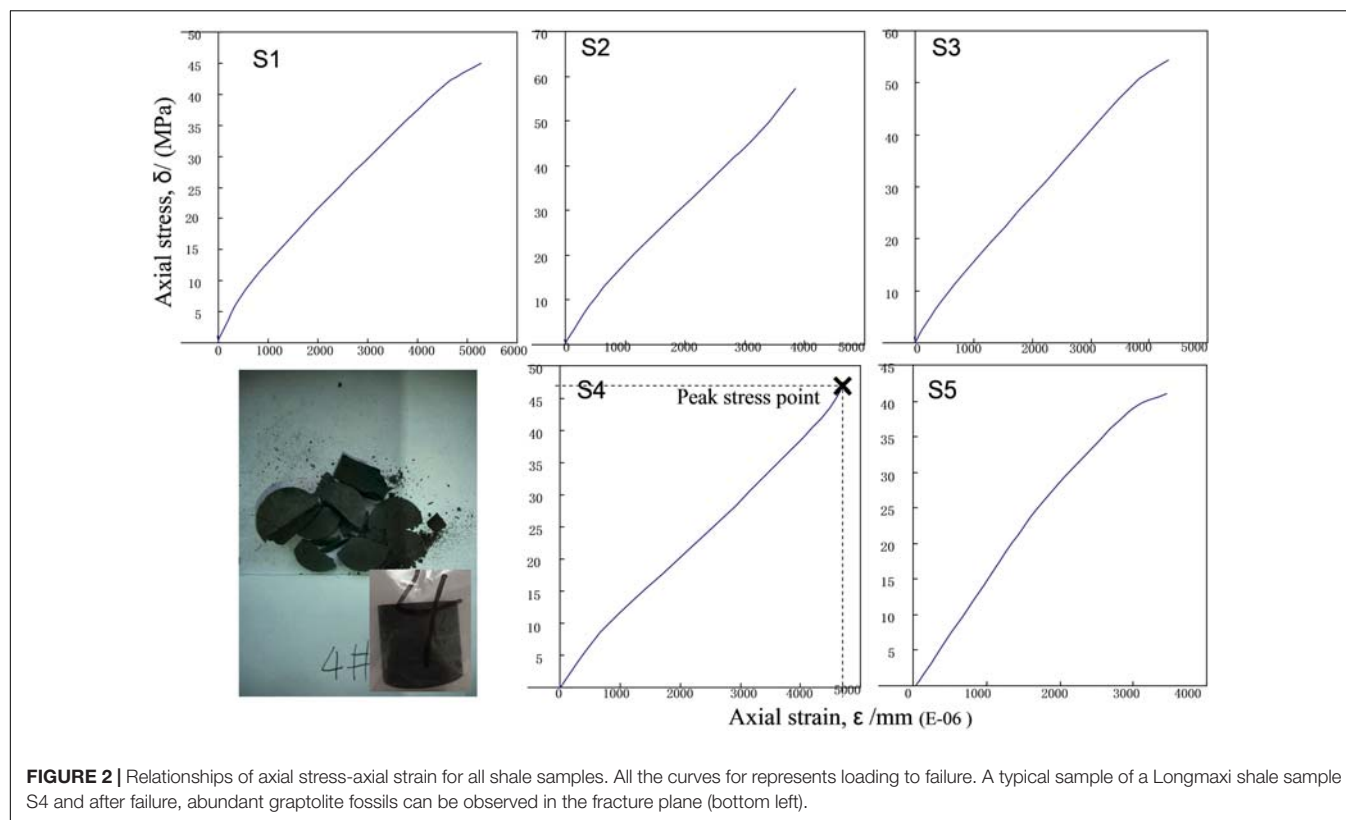 S1
50
45
40
35
30
25
20
15
10
5
0 1000 2000 3000 4000 5000 6000
Axial stress, δ/ (MPa)
S2
70
60
50
40
30
20
10
0 1000 2000 3000 4000 5000
S3
60
50
40
30
20
10
0 1000 2000 3000 4000 5000
4#
S4
Peak stress point
50
45
40
35
30
25
20
15
10
5
0 1000 2000 3000 4000 5000
S5
45
40
35
30
25
20
15
10
5
0 1000 2000 3000 4000
Axial strain, ε /mm (E-06 )
FIGURE 2 | Relationships of axial stress-axial strain for all shale samples. All the curves for represents loading to failure. A typical sample of a Longmaxi shale sample
S4 and after failure, abundant graptolite fossils can be observed in the fracture plane (bottom left).